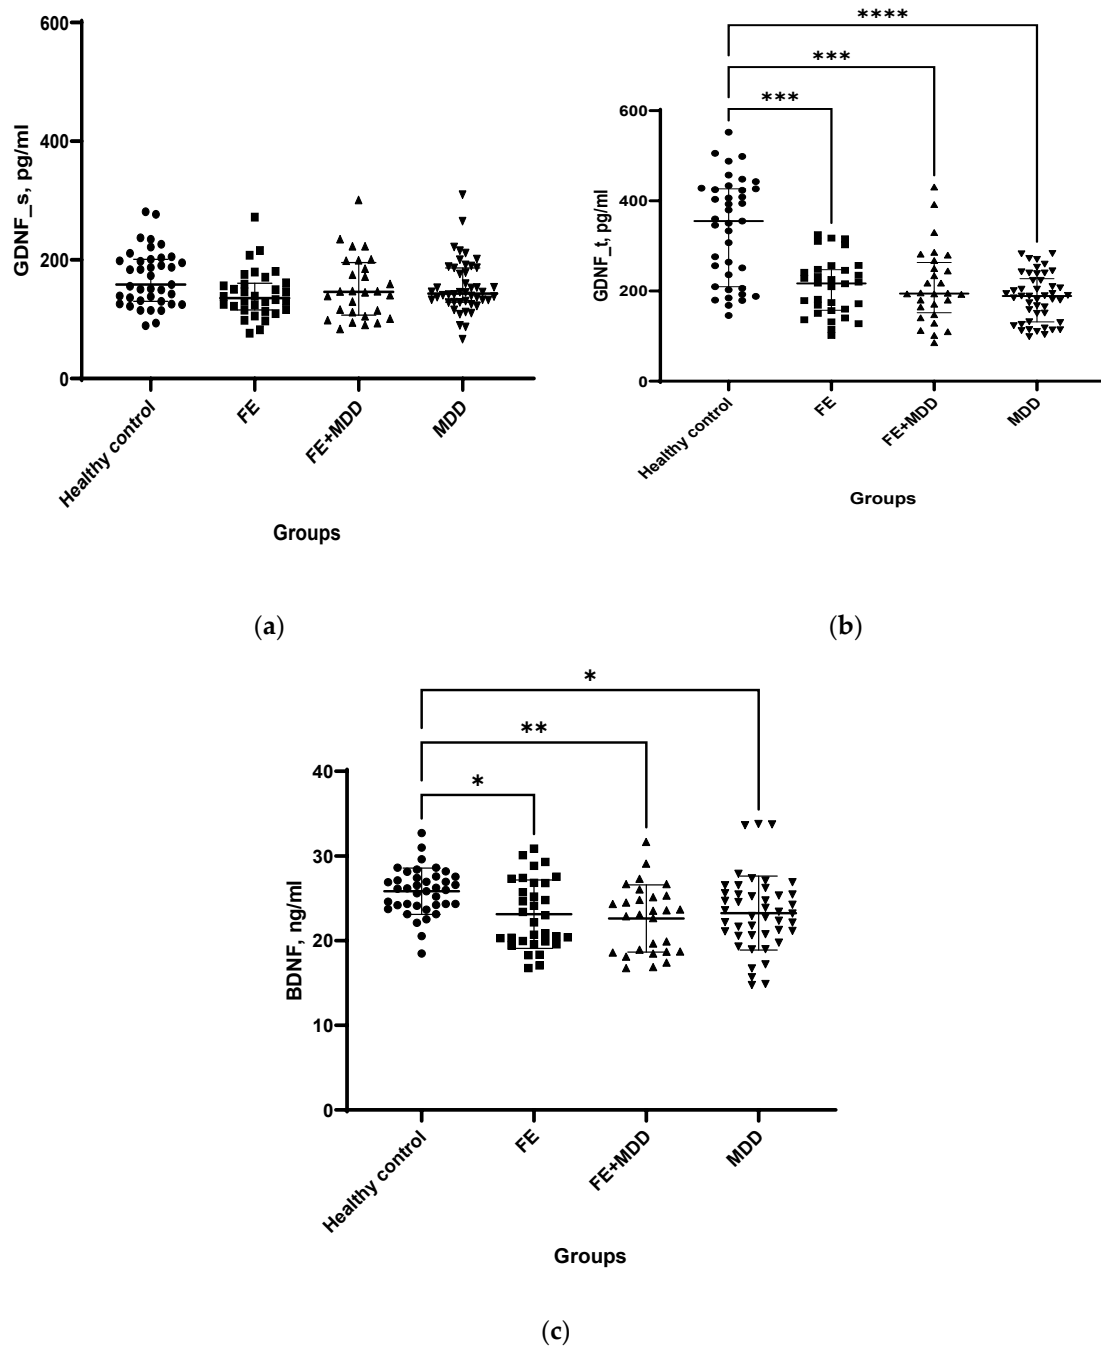 600
400
200
0
GDNF_s, pg/ml
Healthy control
FE
FE+MDD
MDD
Groups
(a)
****
***
***
600
400
200
0
GDNF_t, pg/ml
Healthy control
FE
FE+MDD
MDD
Groups
(b)
*
**
*
40
30
20
10
0
BDNF, ng/ml
Healthy control
FE
FE+MDD
MDD
Groups
(c)